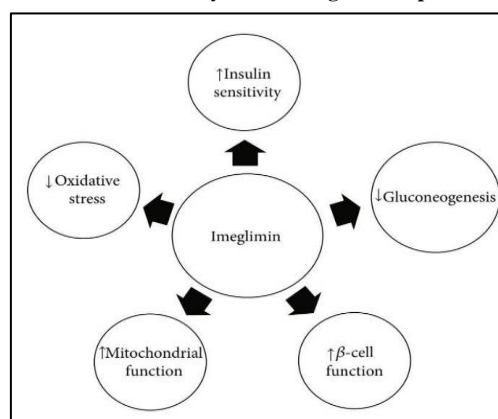 ↑Insulin
sensitivity
↓Oxidative
stress
Imeglimin
↓Gluconeogenesis
↑Mitochondrial
function
↑β-cell
function